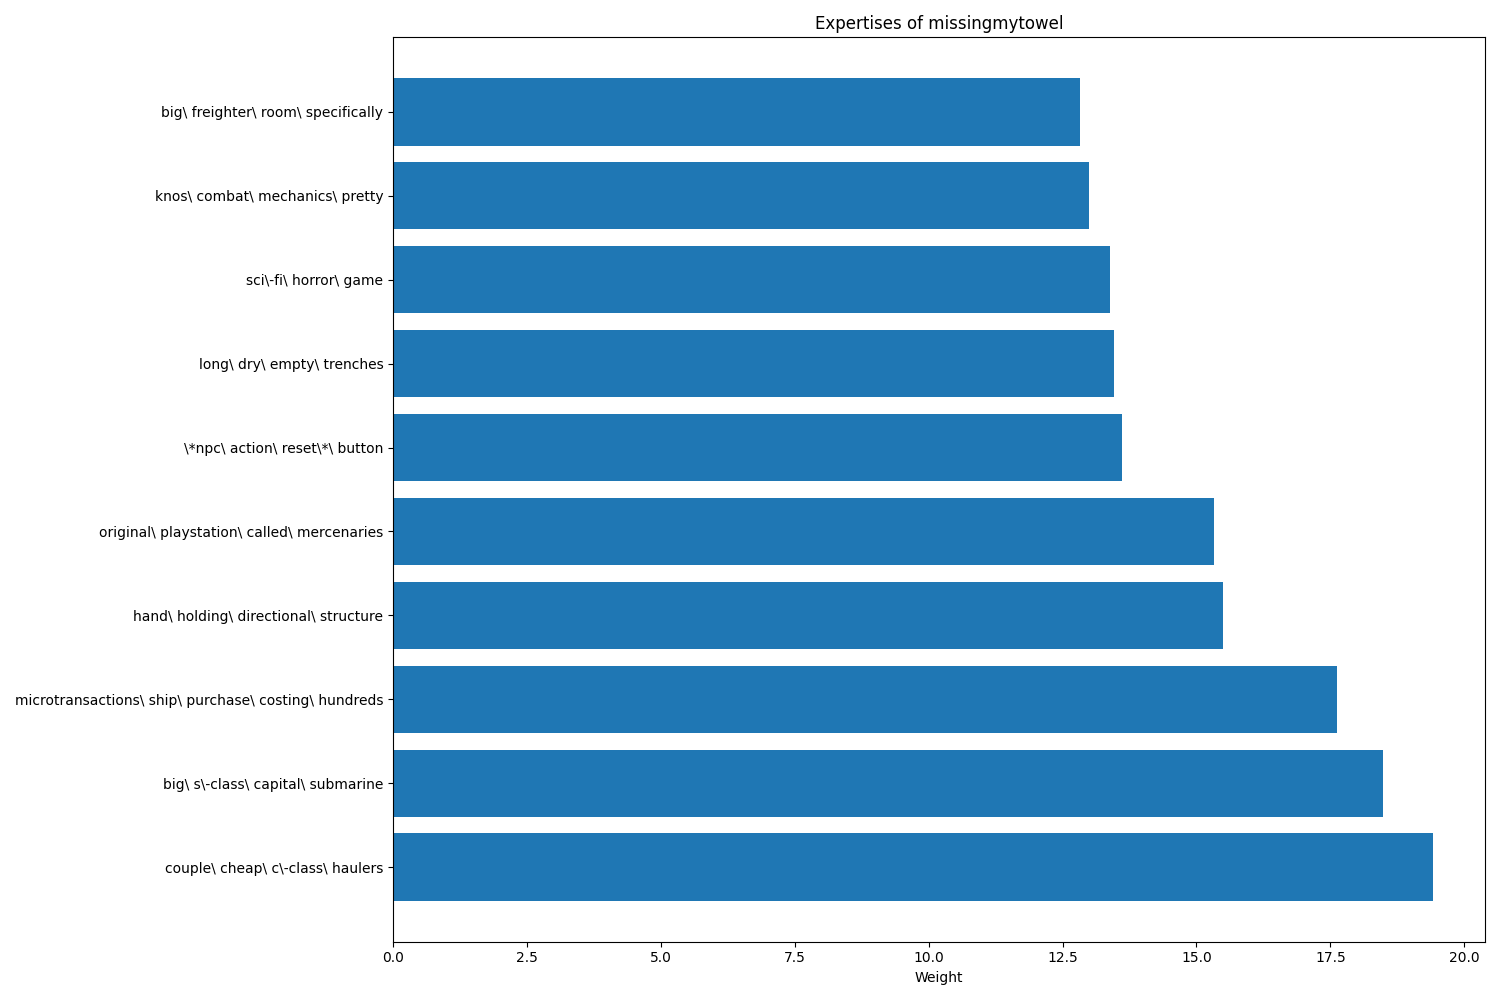 Expertises of missingmytowel
big\ freighter\ room\ specifically
knos\ combat\ mechanics\ pretty
sci\-fi\ horror\ game
long\ dry\ empty\ trenches
\*npc\ action\ reset\*\ button
original\ playstation\ called\ mercenaries
hand\ holding\ directional\ structure
microtransactions\ ship\ purchase\ costing\ hundreds
big\ s\-class\ capital\ submarine
couple\ cheap\ c\-class\ haulers
0.0 2.5 5.0 7.5 10.0 12.5 15.0 17.5 20.0
Weight